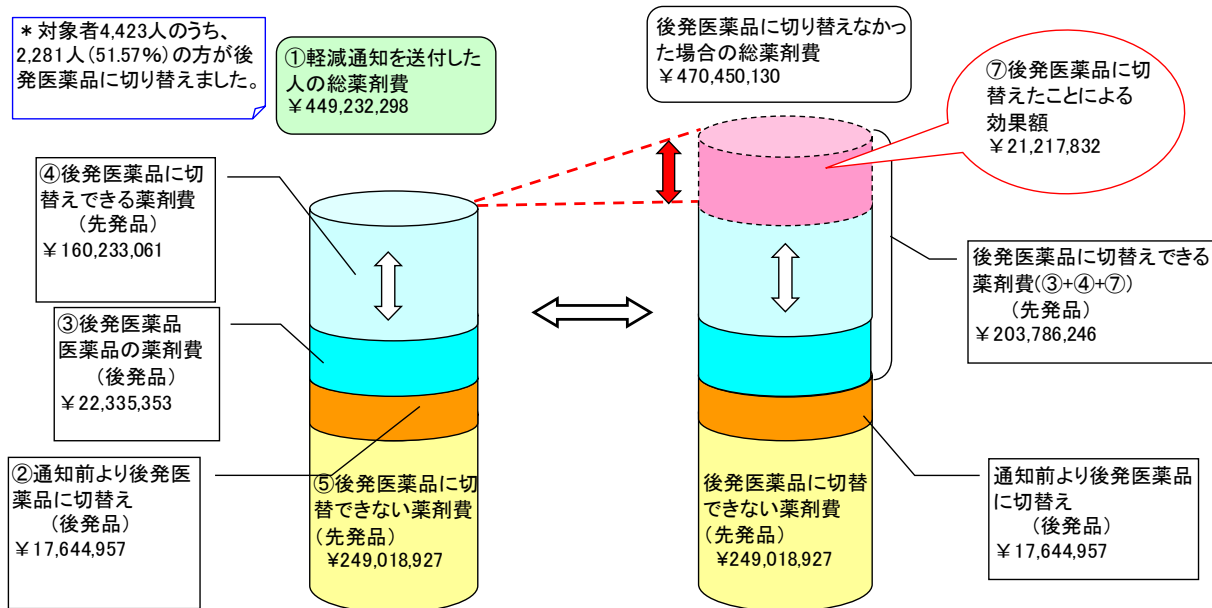 ＊対象者4,423人のうち、
2,281人(51.57%)の方が後
発医薬品に切り替えました。
①軽減通知を送付した
人の総薬剤費
￥449,232,298
後発医薬品に切り替えなかっ
た場合の総薬剤費
￥470,450,130
⑦後発医薬品に切
替えたことによる
効果額
￥21,217,832
④後発医薬品に切
替えできる薬剤費
(先発品)
￥160,233,061
③後発医薬品
医薬品の薬剤費
(後発品)
￥22,335,353
②通知前より後発医
薬品に切替え
(後発品)
￥17,644,957
⑤後発医薬品に切
替できない薬剤費
(先発品)
¥249,018,927
後発医薬品に切替
できない薬剤費
(先発品)
¥249,018,927
後発医薬品に切替えできる
薬剤費(③+④+⑦)
(先発品)
￥203,786,246
通知前より後発医薬品
に切替え
(後発品)
￥17,644,957